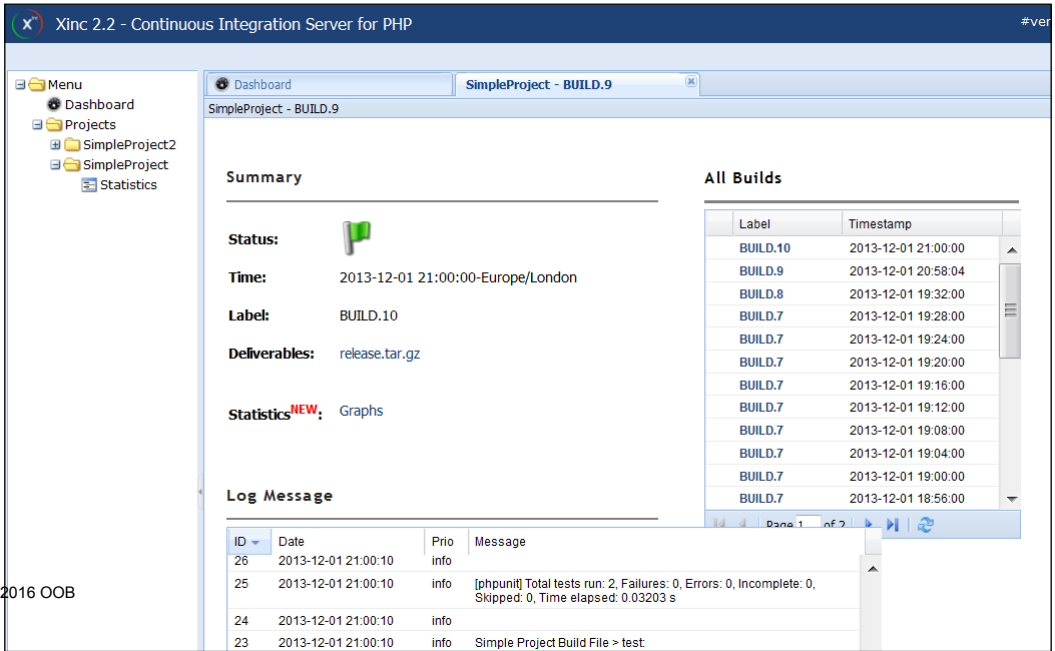 X
Xinc 2.2 - Continuous Integration Server for PHP
#ver
Menu
Dashboard
Projects
SimpleProject2
SimpleProject
Statistics
Dashboard
SimpleProject - BUILD.9
SimpleProject - BUILD.9
Summary
Status:
Time: 2013-12-01 21:00:00-Europe/London
Label: BUILD.10
Deliverables: release.tar.gz
StatisticsNEW: Graphs
All Builds
Label Timestamp
BUILD.10 2013-12-01 21:00:00
BUILD.9 2013-12-01 20:58:04
BUILD.8 2013-12-01 19:32:00
BUILD.7 2013-12-01 19:28:00
BUILD.7 2013-12-01 19:24:00
BUILD.7 2013-12-01 19:20:00
BUILD.7 2013-12-01 19:16:00
BUILD.7 2013-12-01 19:12:00
BUILD.7 2013-12-01 19:08:00
BUILD.7 2013-12-01 19:04:00
BUILD.7 2013-12-01 19:00:00
BUILD.7 2013-12-01 18:56:00
Page 1 of 2
Log Message
ID Date Prio Message
26 2013-12-01 21:00:10 info
25 2013-12-01 21:00:10 info [phpunit] Total tests run: 2, Failures: 0, Errors: 0, Incomplete: 0,
Skipped: 0, Time elapsed: 0.03203 s
24 2013-12-01 21:00:10 info
23 2013-12-01 21:00:10 info Simple Project Build File > test:
2016 OOB